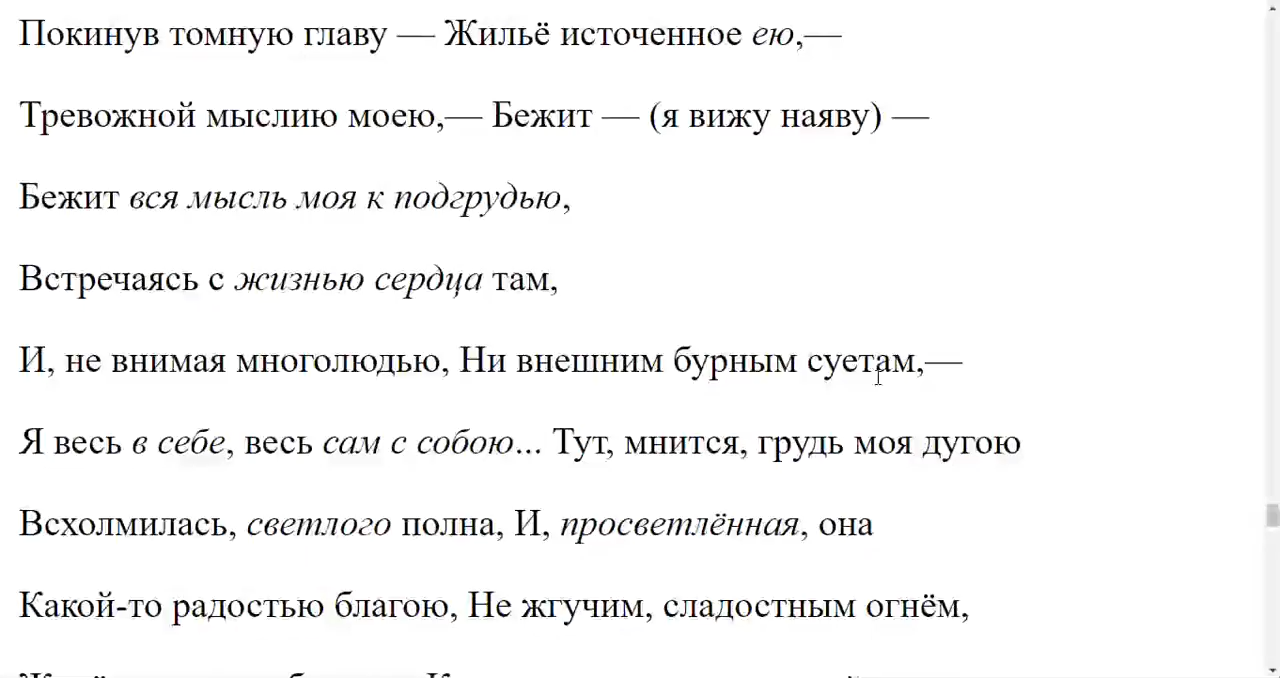 Покинув томную главу — Жильё источенное ею,—
Тревожной мыслию моею,— Бежит — (я вижу наяву) —
Бежит вся мысль моя к подгрудью,
Встречаясь с жизнью сердца там,
И, не внимая многолюдью, Ни внешним бурным суетам,—
Я весь в себе, весь сам с собою... Тут, мнится, грудь моя дугою
Всхолмилась, светлого полна, И, просветлённая, она
Какой-то радостью благою, Не жгучим, сладостным огнём,